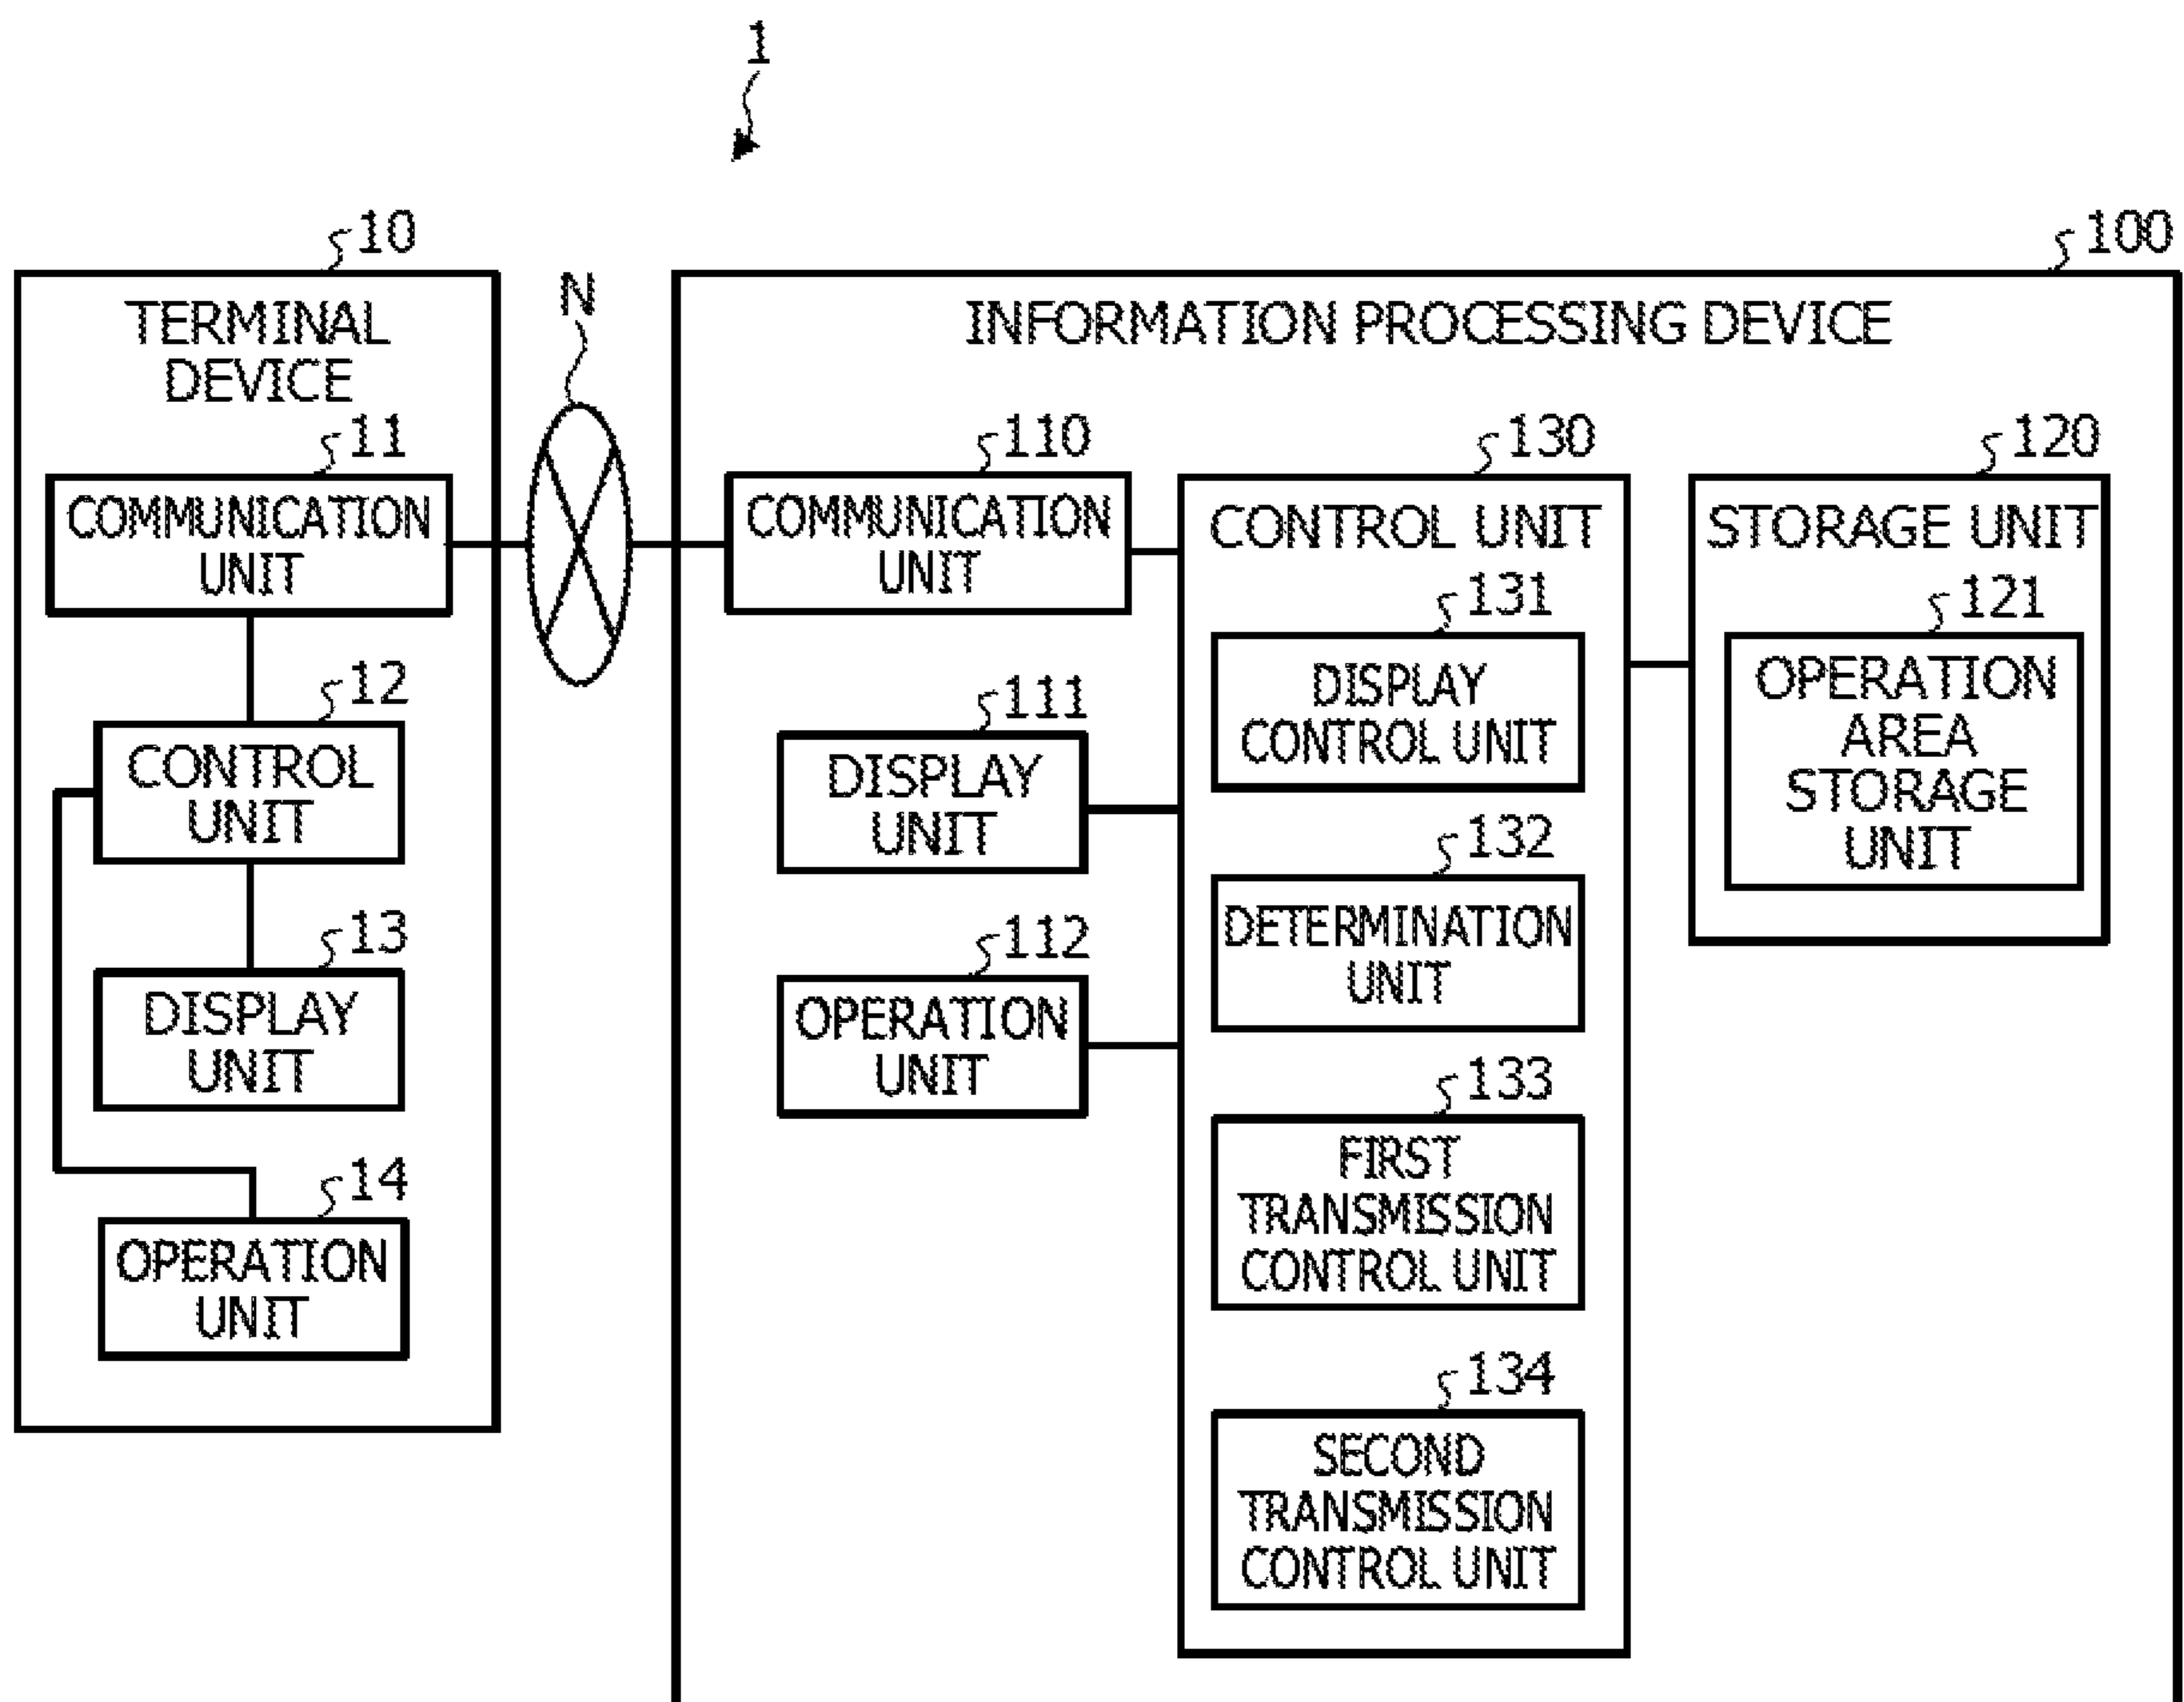 1
10
TERMINAL
DEVICE
11
COMMUNICATION
UNIT
12
CONTROL
UNIT
13
DISPLAY
UNIT
14
OPERATION
UNIT
N
100
INFORMATION PROCESSING DEVICE
110
COMMUNICATION
UNIT
111
DISPLAY
UNIT
112
OPERATION
UNIT
130
CONTROL UNIT
131
DISPLAY
CONTROL UNIT
132
DETERMINATION
UNIT
133
FIRST
TRANSMISSION
CONTROL UNIT
134
SECOND
TRANSMISSION
CONTROL UNIT
120
STORAGE UNIT
121
OPERATION
AREA
STORAGE
UNIT